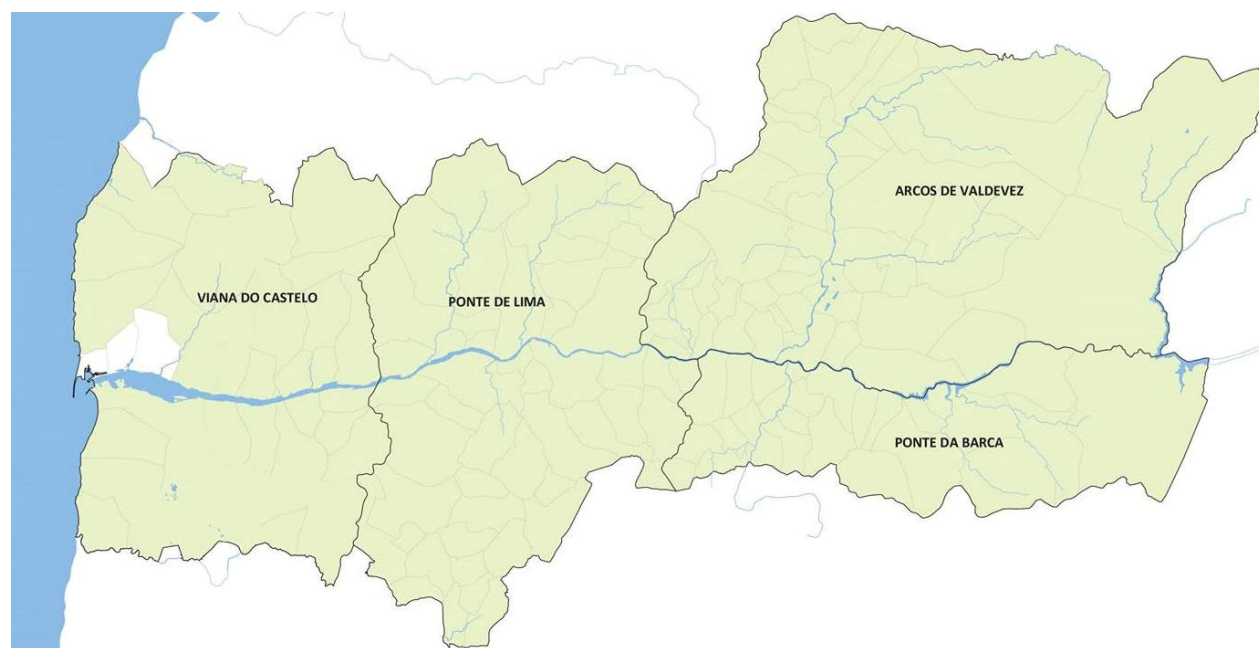 ARCOS DE VALDEVEZ
VIANA DO CASTELO
PONTE DE LIMA
PONTE DA BARCA